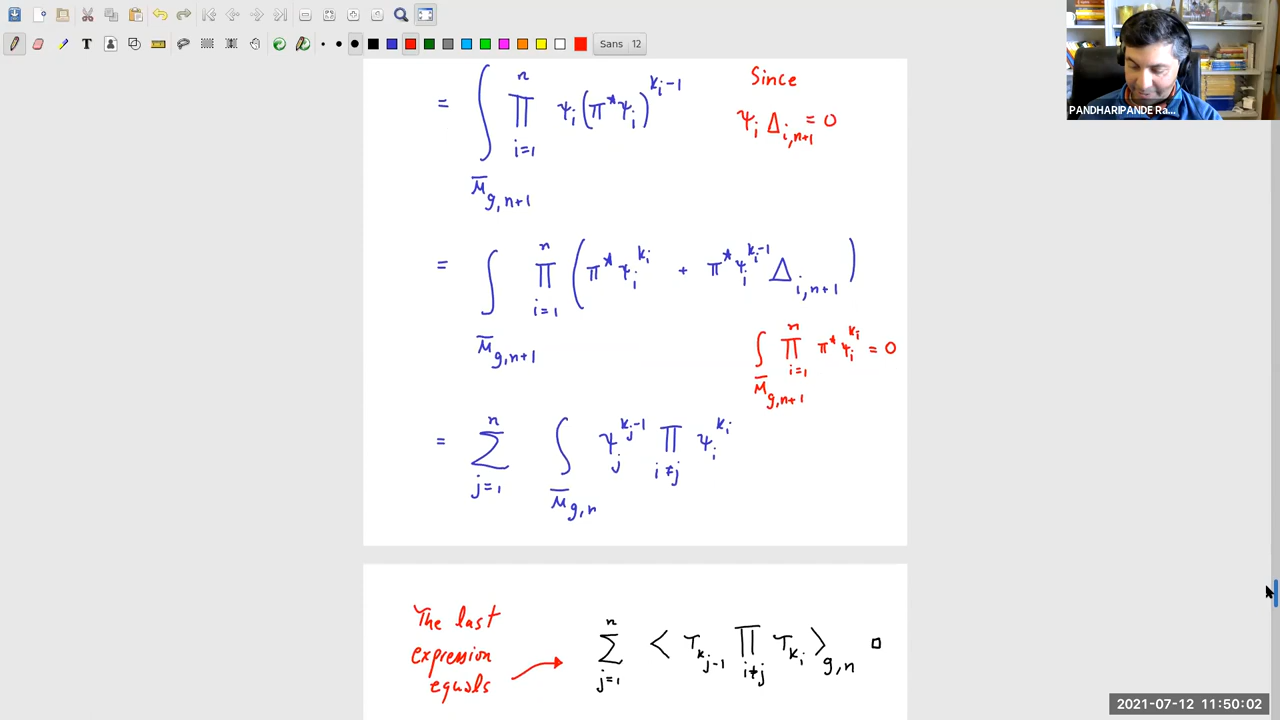 Sans 12
PANDHARIPANDE Ra...
= ∫_{M̄_{g,n+1}} ∏_{i=1}^{n} ψ_i (π*ψ_i)^{k_i-1}
Since
ψ_i Δ_{i,n+1} = 0
= ∫_{M̄_{g,n+1}} ∏_{i=1}^{n} ( π*ψ_i^{k_i} + π*ψ_i^{k_i-1} Δ_{i,n+1} )
∫_{M̄_{g,n+1}} ∏_{i=1}^{n} π*ψ_i^{k_i} = 0
= ∑_{j=1}^{n} ∫_{M̄_{g,n}} ψ_j^{k_j-1} ∏_{i≠j} ψ_i^{k_i}
The last
expression
equals
∑_{j=1}^{n} < τ_{k_{j-1}} ∏_{i≠j} τ_{k_i} >_{g,n} □
2021-07-12 11:50:02